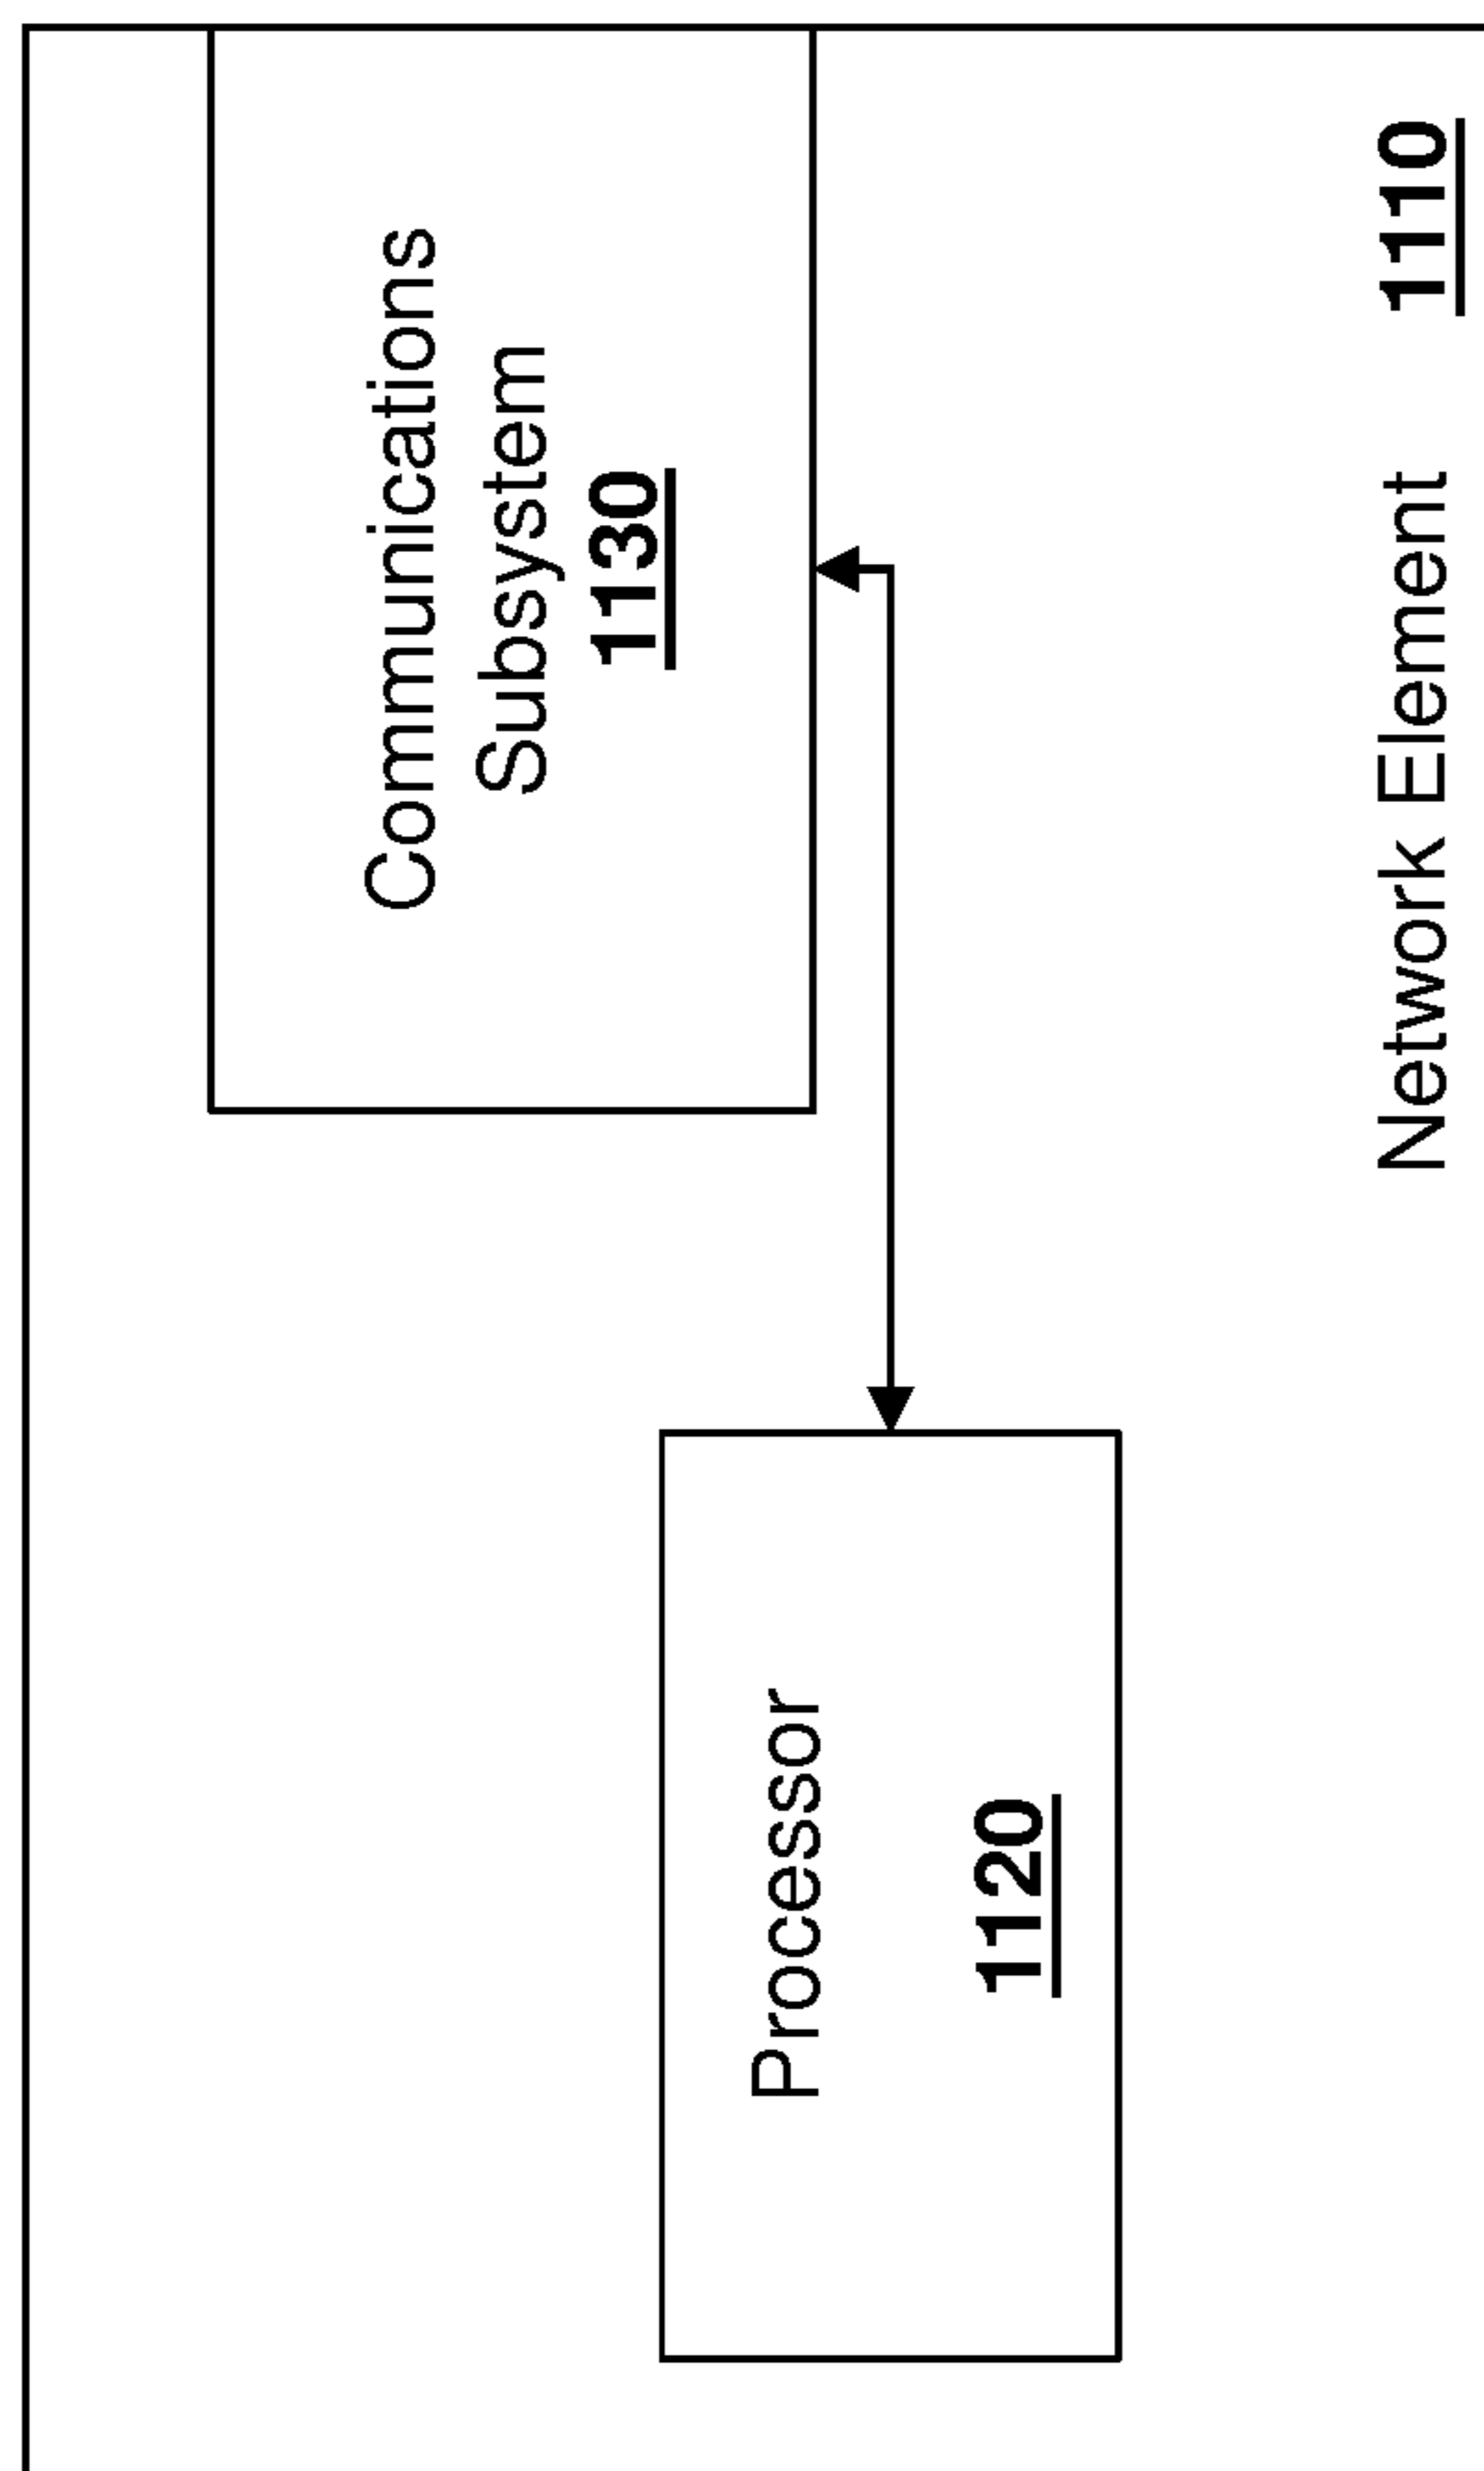 Communications
Subsystem
1130
Processor
1120
Network Element 1110